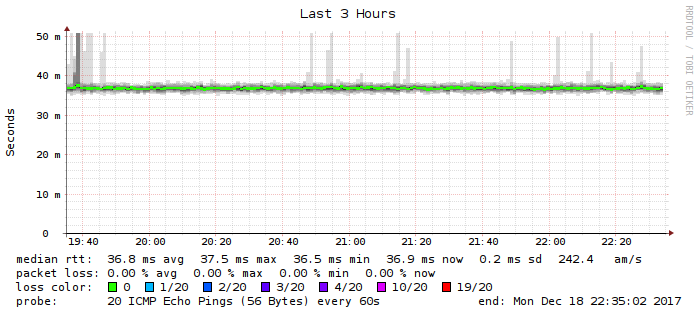 Last 3 Hours
RRDTOOL / TOBI OETIKER
Seconds
50 m
40 m
30 m
20 m
10 m
0
19:40 20:00 20:20 20:40 21:00 21:20 21:40 22:00 22:20
median rtt: 36.8 ms avg 37.5 ms max 36.5 ms min 36.9 ms now 0.2 ms sd 242.4 am/s
packet loss: 0.00 % avg 0.00 % max 0.00 % min 0.00 % now
loss color: 0 1/20 2/20 3/20 4/20 10/20 19/20
probe: 20 ICMP Echo Pings (56 Bytes) every 60s end: Mon Dec 18 22:35:02 2017